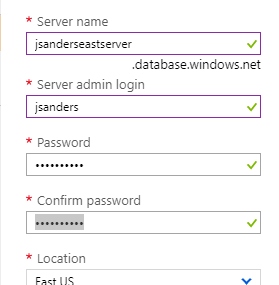 * Server name
jsanderseastserver
.database.windows.net
* Server admin login
jsanders
* Password
••••••••••
* Confirm password
••••••••••
* Location
East US